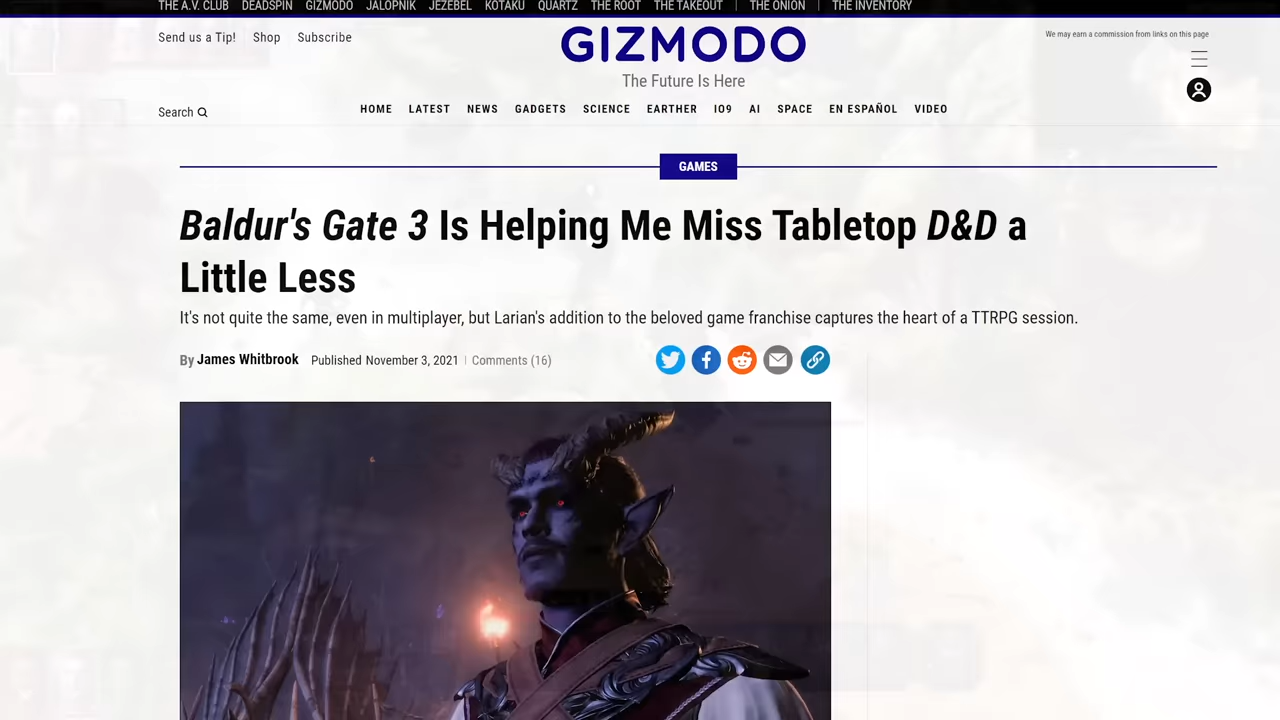 THE A.V. CLUB DEADSPIN GIZMODO JALOPNIK JEZEBEL KOTAKU QUARTZ THE ROOT THE TAKEOUT | THE ONION | THE INVENTORY
Send us a Tip! Shop Subscribe
GIZMODO
We may earn a commission from links on this page
The Future Is Here
Search
HOME LATEST NEWS GADGETS SCIENCE EARTHER IO9 AI SPACE EN ESPAÑOL VIDEO
GAMES
Baldur's Gate 3 Is Helping Me Miss Tabletop D&D a
Little Less
It's not quite the same, even in multiplayer, but Larian's addition to the beloved game franchise captures the heart of a TTRPG session.
By James Whitbrook Published November 3, 2021 | Comments (16)